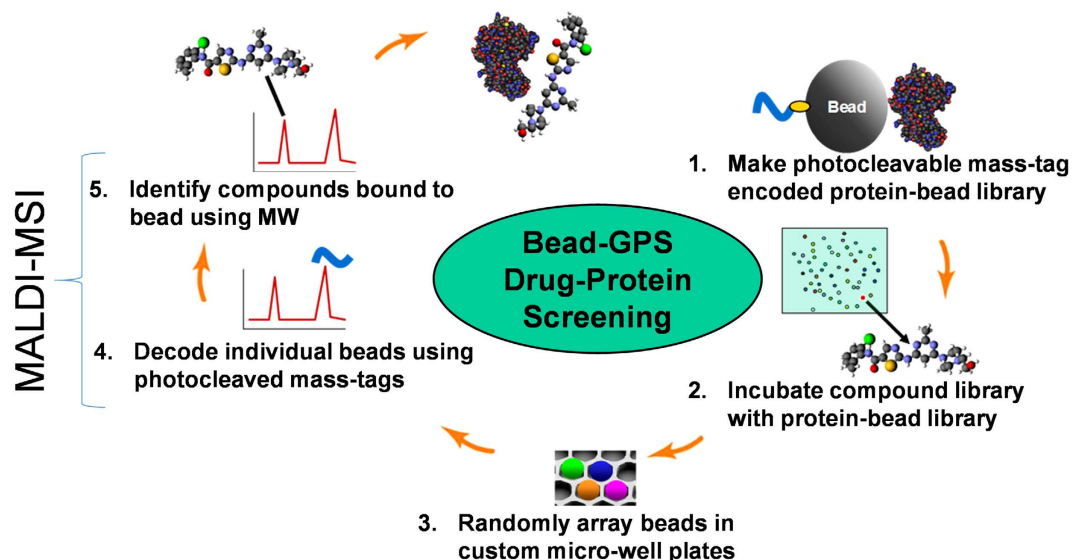 Bead
1. Make photocleavable mass-tag
encoded protein-bead library
2. Incubate compound library
with protein-bead library
3. Randomly array beads in
custom micro-well plates
4. Decode individual beads using
photocleaved mass-tags
5. Identify compounds bound to
bead using MW
MALDI-MSI
Bead-GPS
Drug-Protein
Screening